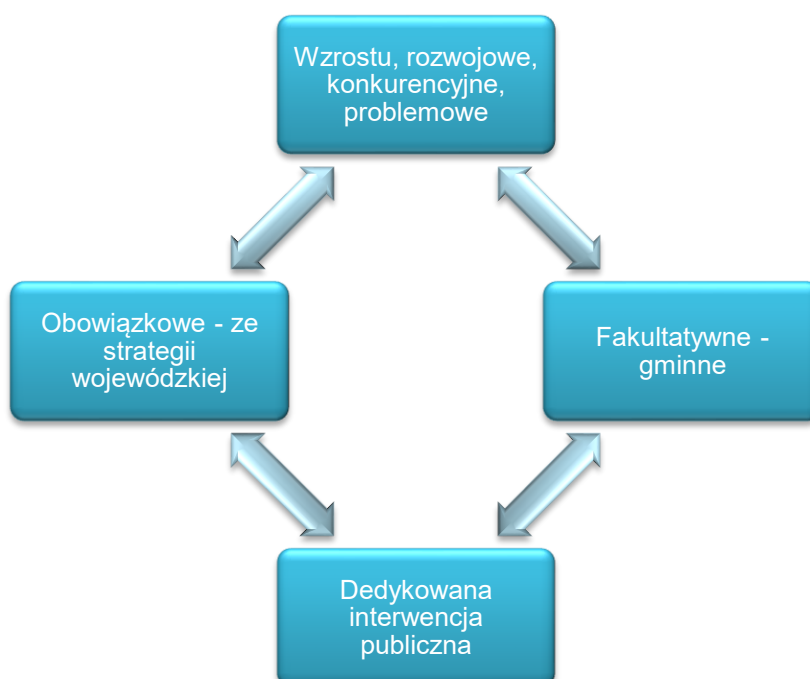 Wzrostu, rozwojowe,
konkurencyjne,
problemowe
Obowiązkowe - ze
strategii
wojewódzkiej
Fakultatywne -
gminne
Dedykowana
interwencja
publiczna